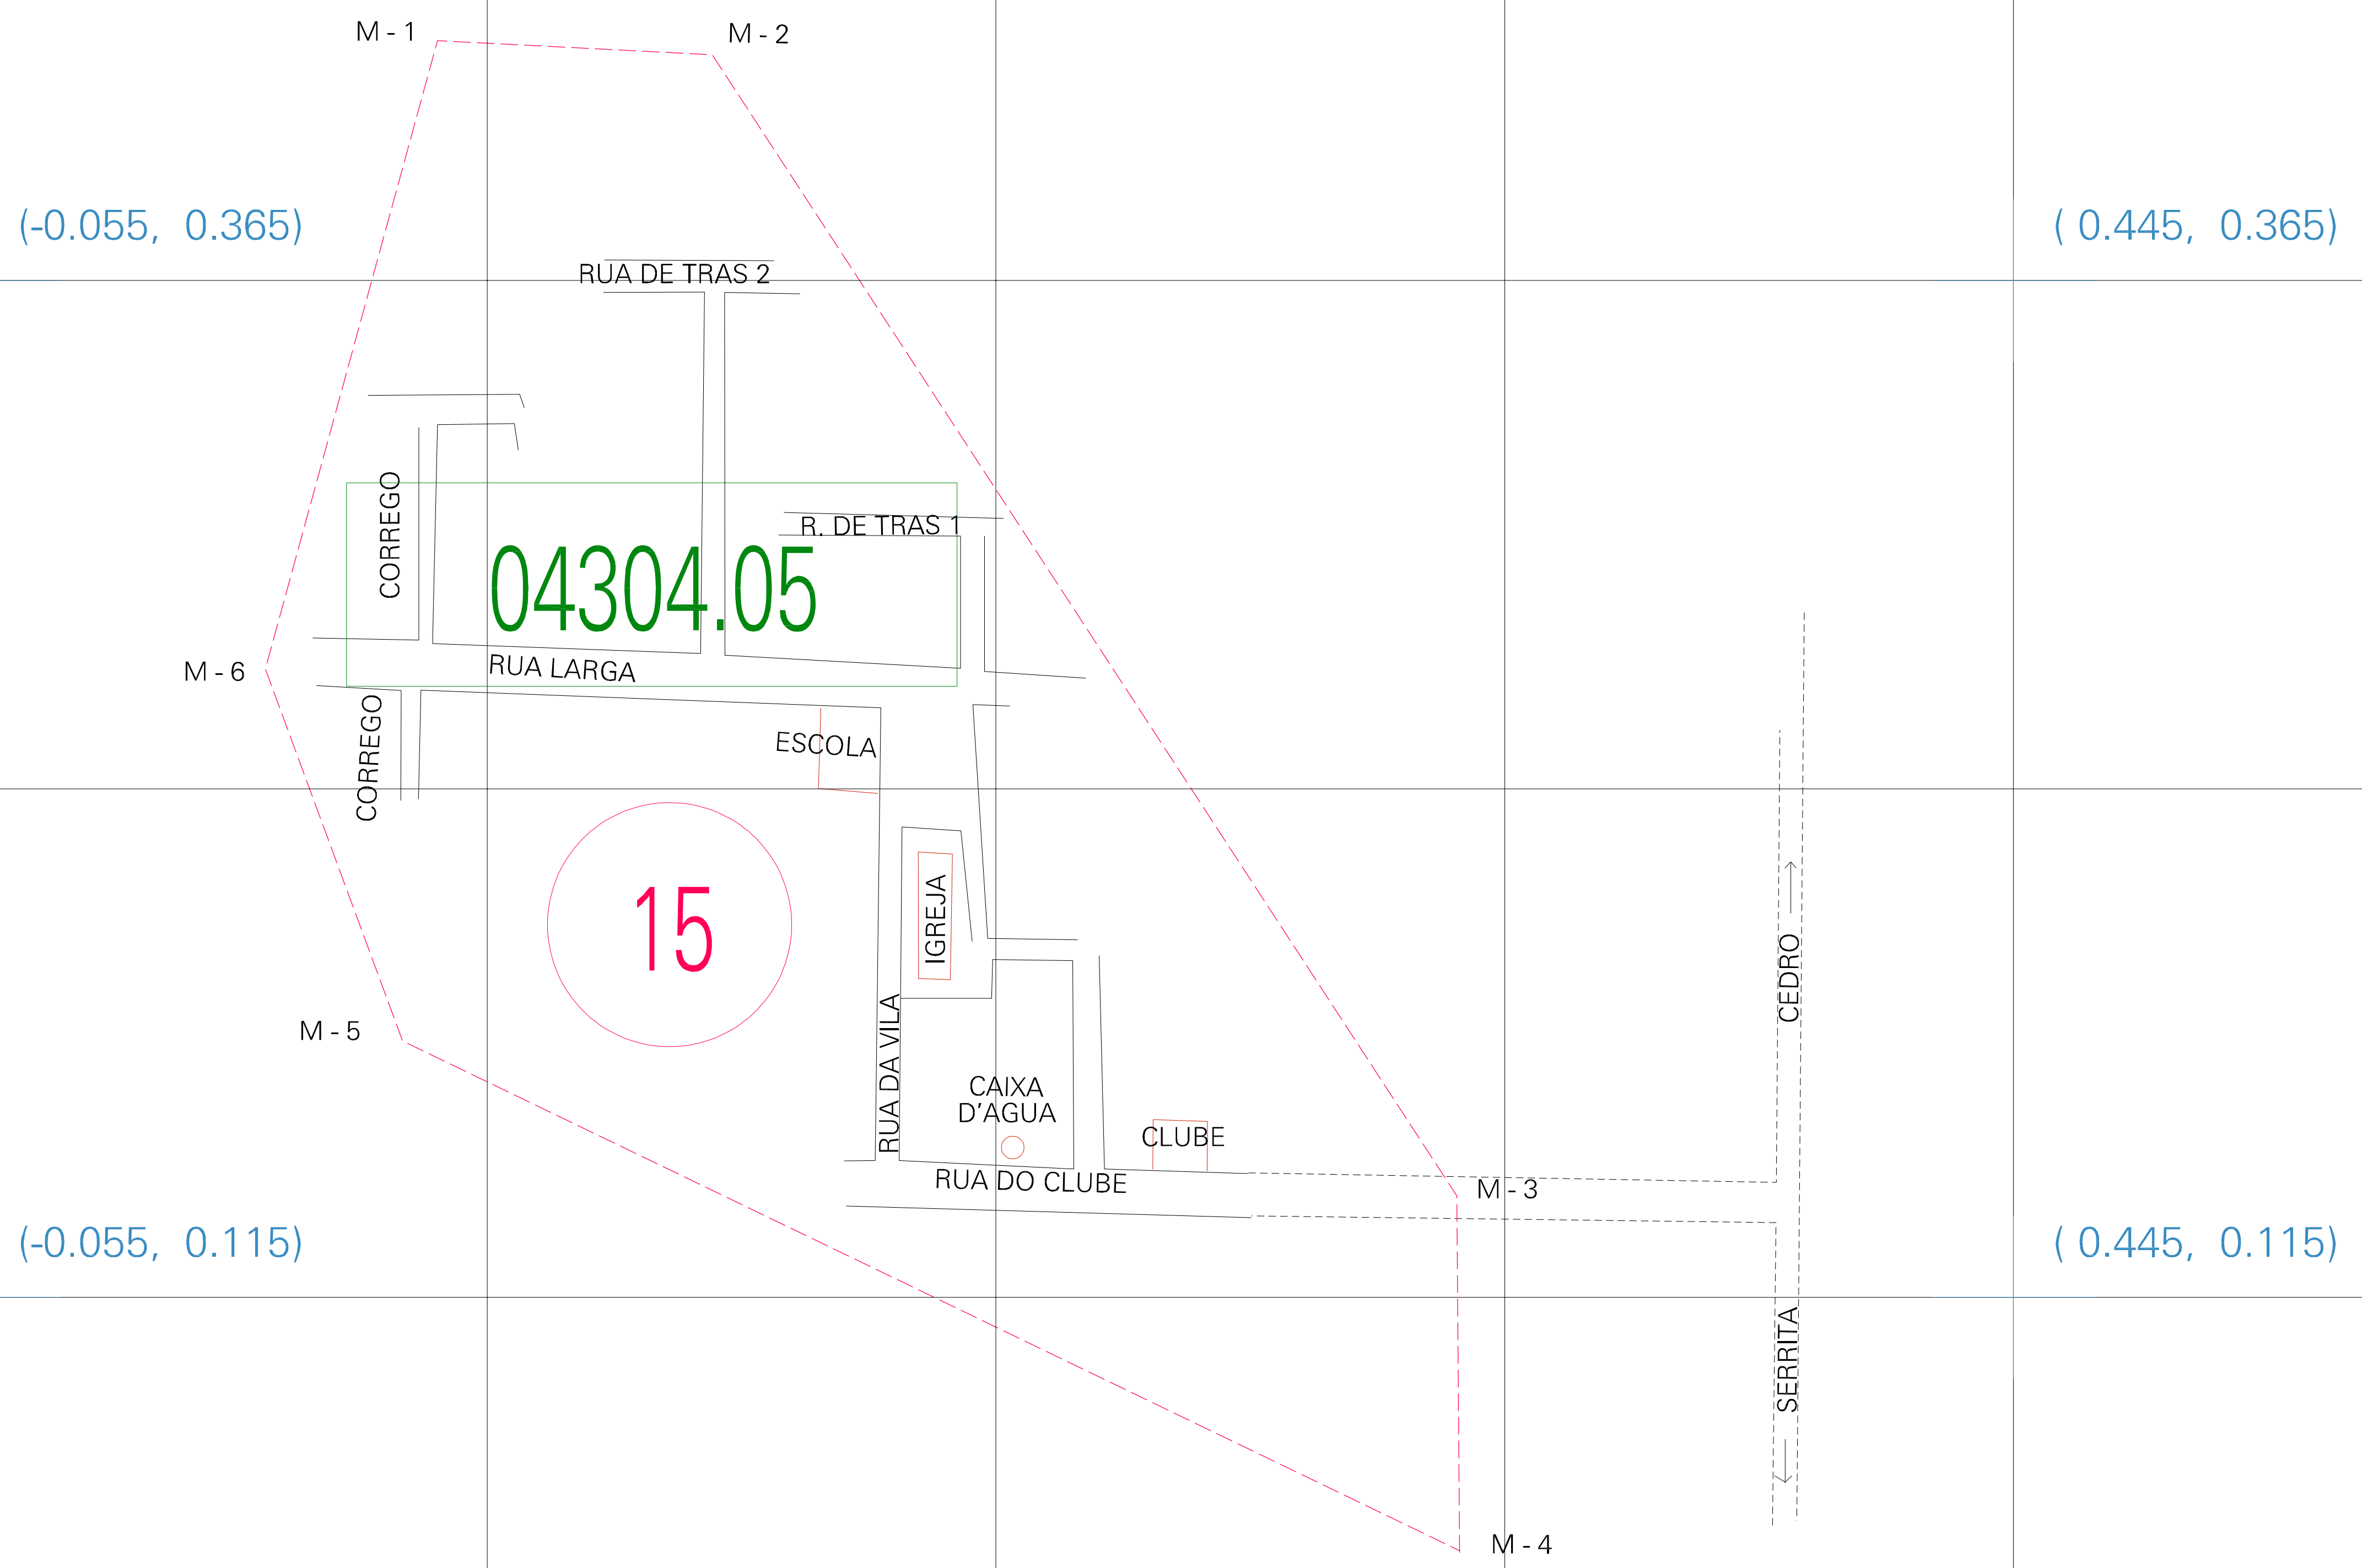 M - 1
M - 2
(-0.055, 0.365)
( 0.445, 0.365)
RUA DE TRAS 2
CORREGO
R. DE TRAS 1
04304.05
RUA LARGA
M - 6
CORREGO
ESCOLA
15
IGREJA
CEDRO
M - 5
RUA DA VILA
CAIXA
D'AGUA
CLUBE
RUA DO CLUBE
M - 3
(-0.055, 0.115)
( 0.445, 0.115)
SERRITA
M - 4